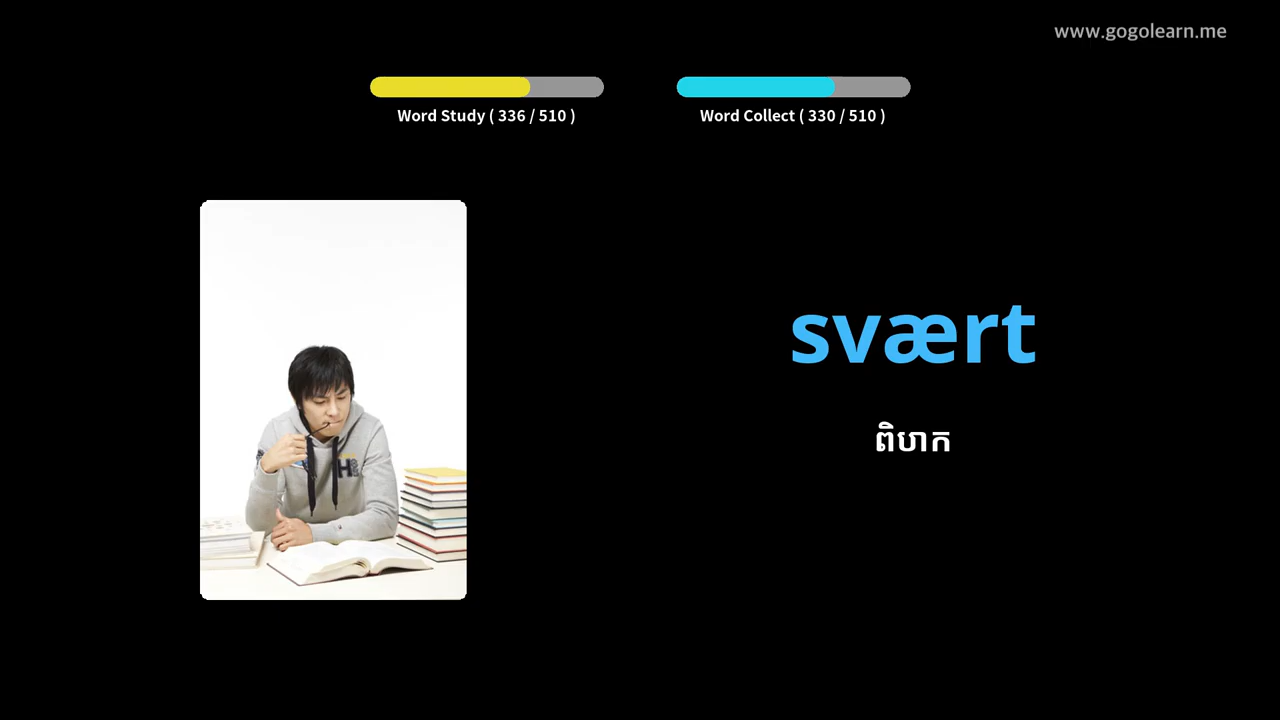 www.gogolearn.me
Word Study ( 336 / 510 )
Word Collect ( 330 / 510 )
svært
ពិបាក
H